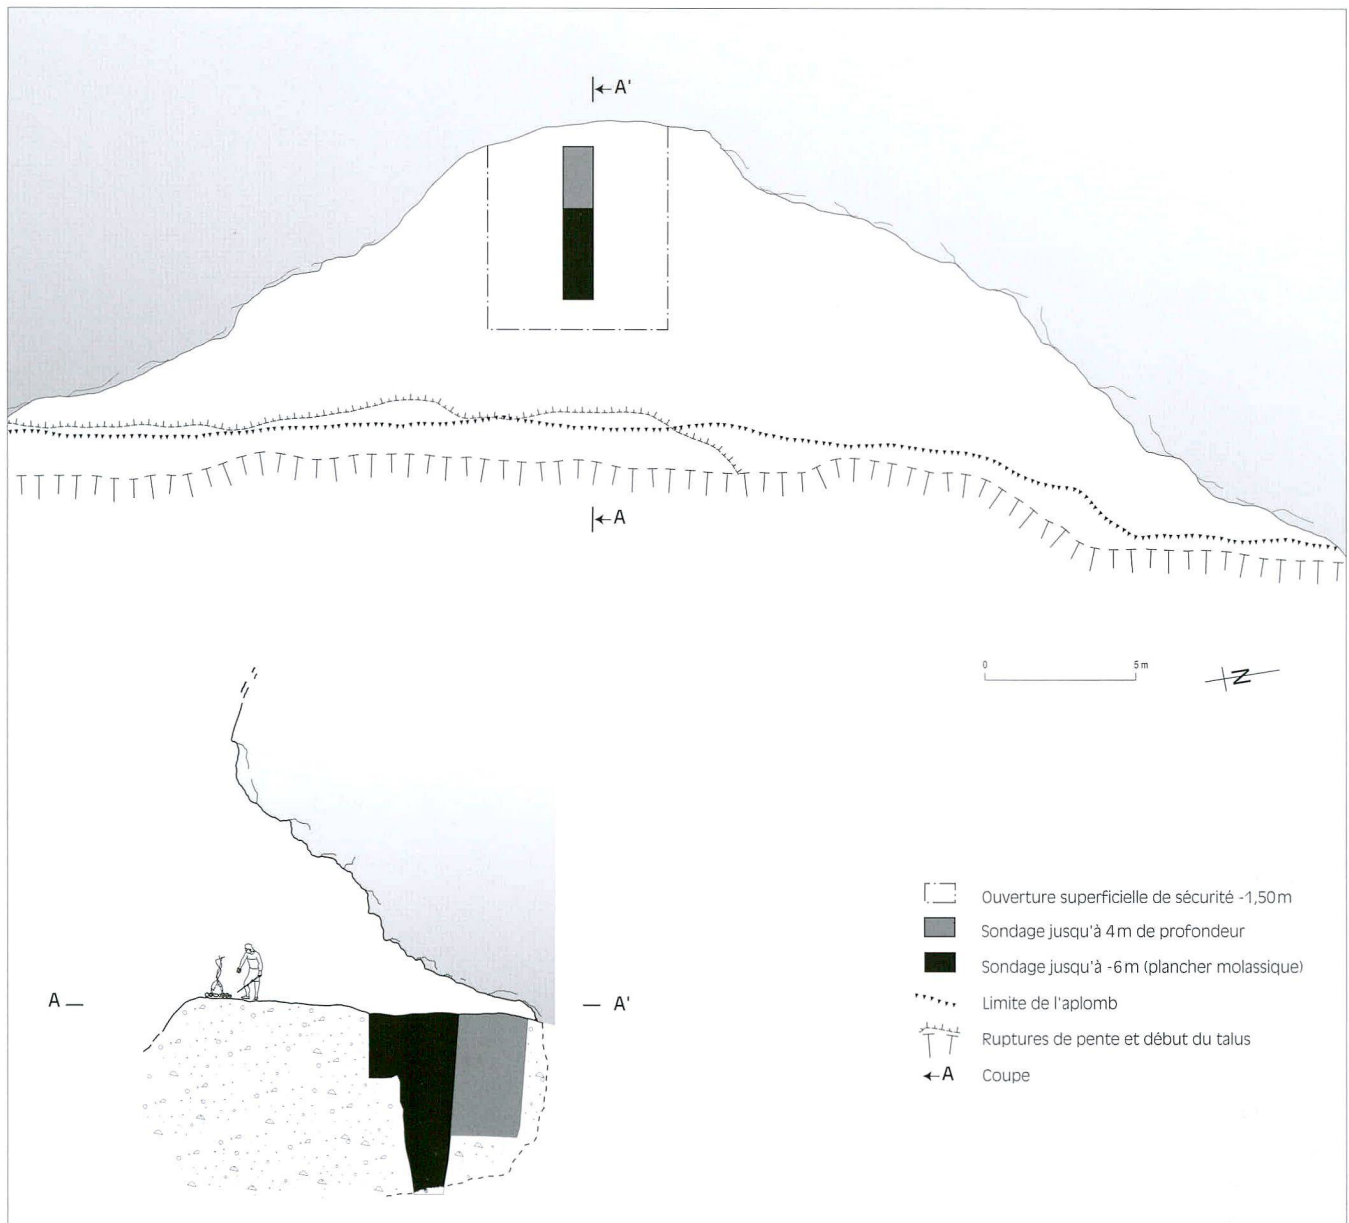 A'
A
0 5 m
N
A A'
Ouverture superficielle de sécurité -1,50 m
Sondage jusqu'à 4 m de profondeur
Sondage jusqu'à -6 m (plancher molassique)
Limite de l'aplomb
Ruptures de pente et début du talus
A Coupe